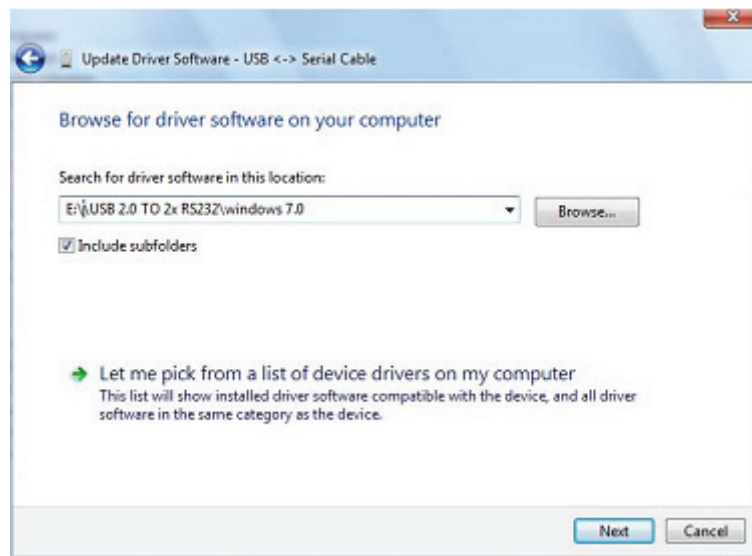 Update Driver Software - USB <-> Serial Cable
Browse for driver software on your computer
Search for driver software in this location:
E:\USB 2.0 TO 2x RS232\windows 7.0
Browse...
Include subfolders
Let me pick from a list of device drivers on my computer
This list will show installed driver software compatible with the device, and all driver
software in the same category as the device.
Next
Cancel